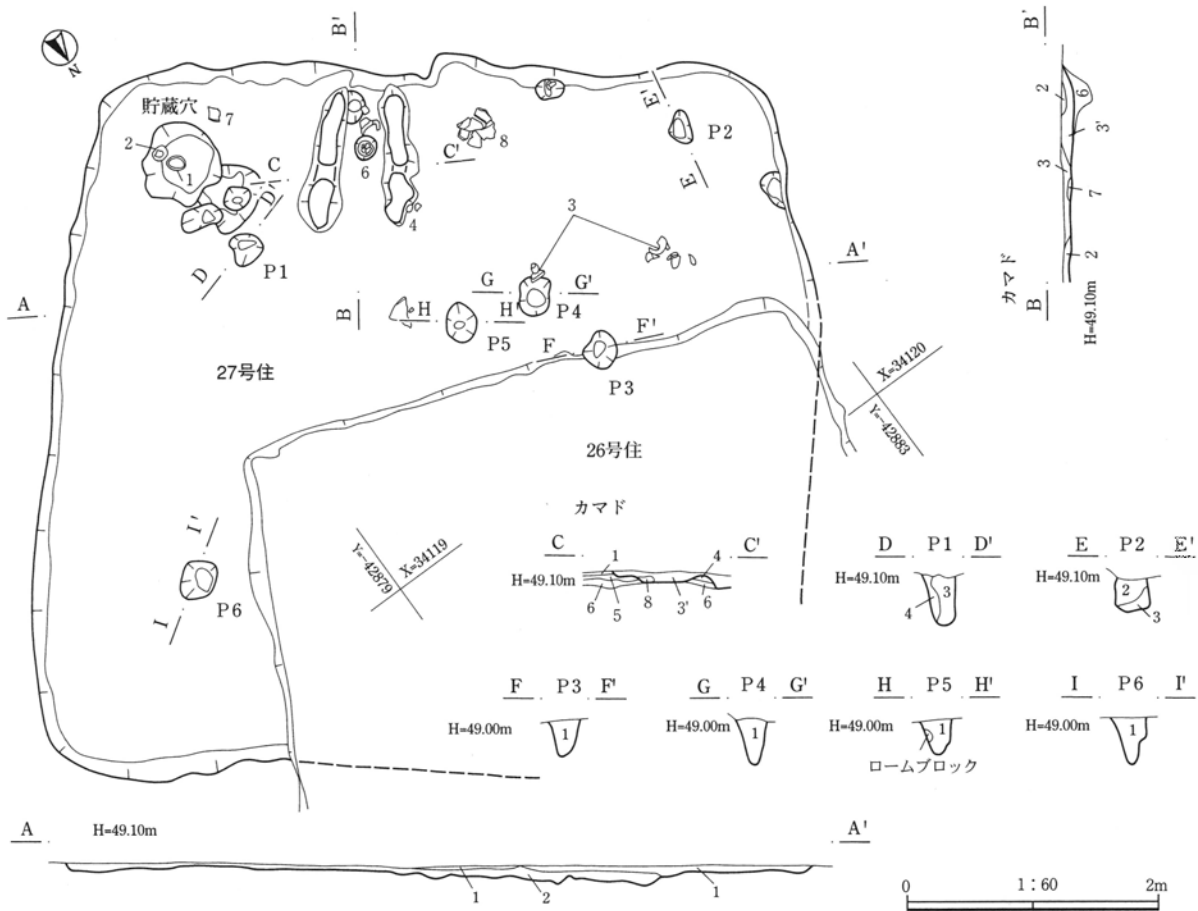 N
B'
B'
貯蔵穴
7
2
1
C
D'
6
C'
8
E'
P2
E
4
3
2
6
3'
3
7
2
カマド
B
H=49.10m
D
P1
A
A'
G
G'
B
H
H'
P4
P5
F
F'
P3
27号住
X=34120
Y=-42883
26号住
I'
P6
I
Y=-42879
X=34119
カマド
C
C'
H=49.10m
1
4
6
5
8
3'
6
D P1 D'
H=49.10m
3
4
E P2 E'
H=49.10m
2
3
F P3 F'
H=49.00m
1
G P4 G'
H=49.00m
1
H P5 H'
H=49.00m
1
ロームブロック
I P6 I'
H=49.00m
1
A
H=49.10m
A'
1
2
1
0
1:60
2m